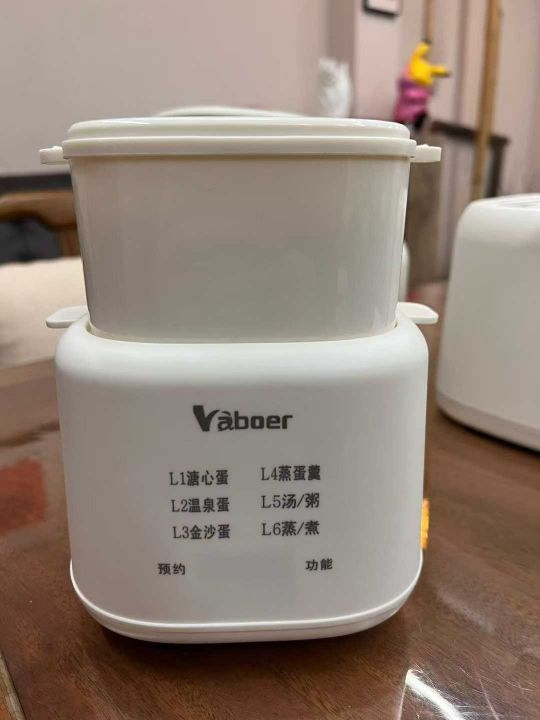 Vaboer
L1溏心蛋 L4蒸蛋羹
L2温泉蛋 L5汤/粥
L3金沙蛋 L6蒸/煮
预约 功能